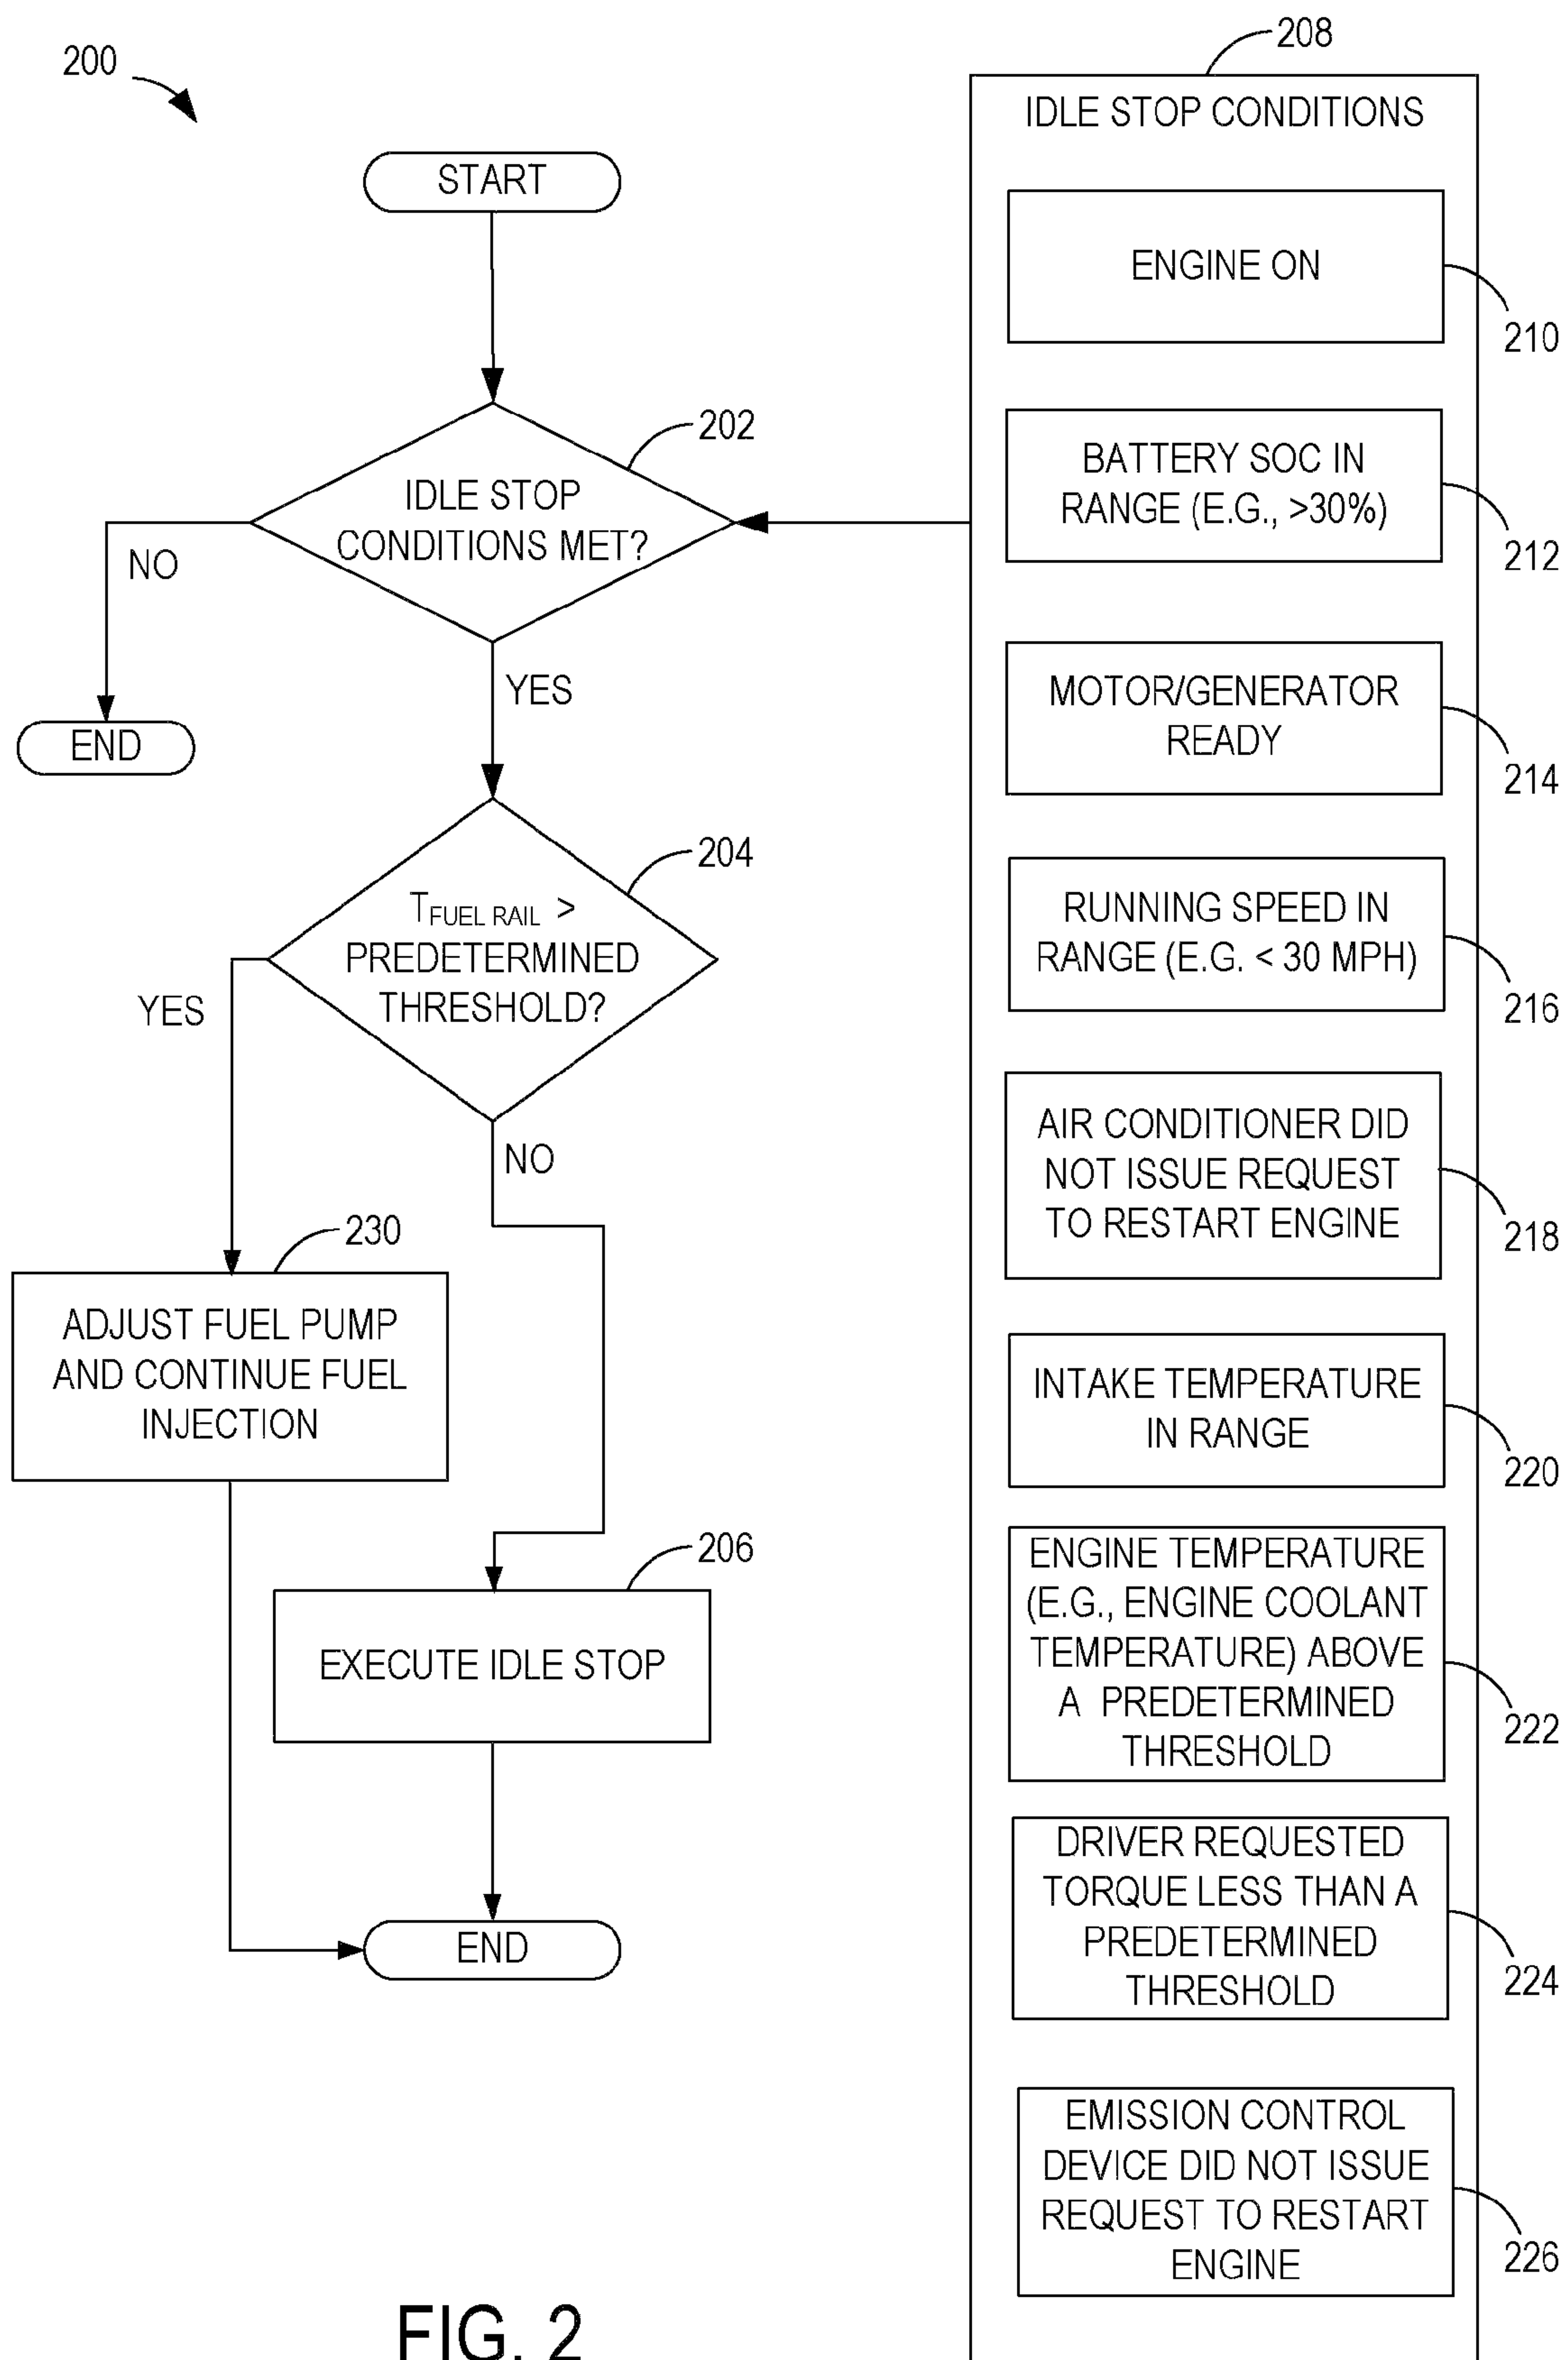 200
START
202
IDLE STOP
CONDITIONS MET?
NO
YES
END
204
TFUEL RAIL >
PREDETERMINED
THRESHOLD?
YES
NO
230
ADJUST FUEL PUMP
AND CONTINUE FUEL
INJECTION
206
EXECUTE IDLE STOP
END
208
IDLE STOP CONDITIONS
ENGINE ON
210
BATTERY SOC IN
RANGE (E.G., >30%)
212
MOTOR/GENERATOR
READY
214
RUNNING SPEED IN
RANGE (E.G. < 30 MPH)
216
AIR CONDITIONER DID
NOT ISSUE REQUEST
TO RESTART ENGINE
218
INTAKE TEMPERATURE
IN RANGE
220
ENGINE TEMPERATURE
(E.G., ENGINE COOLANT
TEMPERATURE) ABOVE
A PREDETERMINED
THRESHOLD
222
DRIVER REQUESTED
TORQUE LESS THAN A
PREDETERMINED
THRESHOLD
224
EMISSION CONTROL
DEVICE DID NOT ISSUE
REQUEST TO RESTART
ENGINE
226
FIG. 2